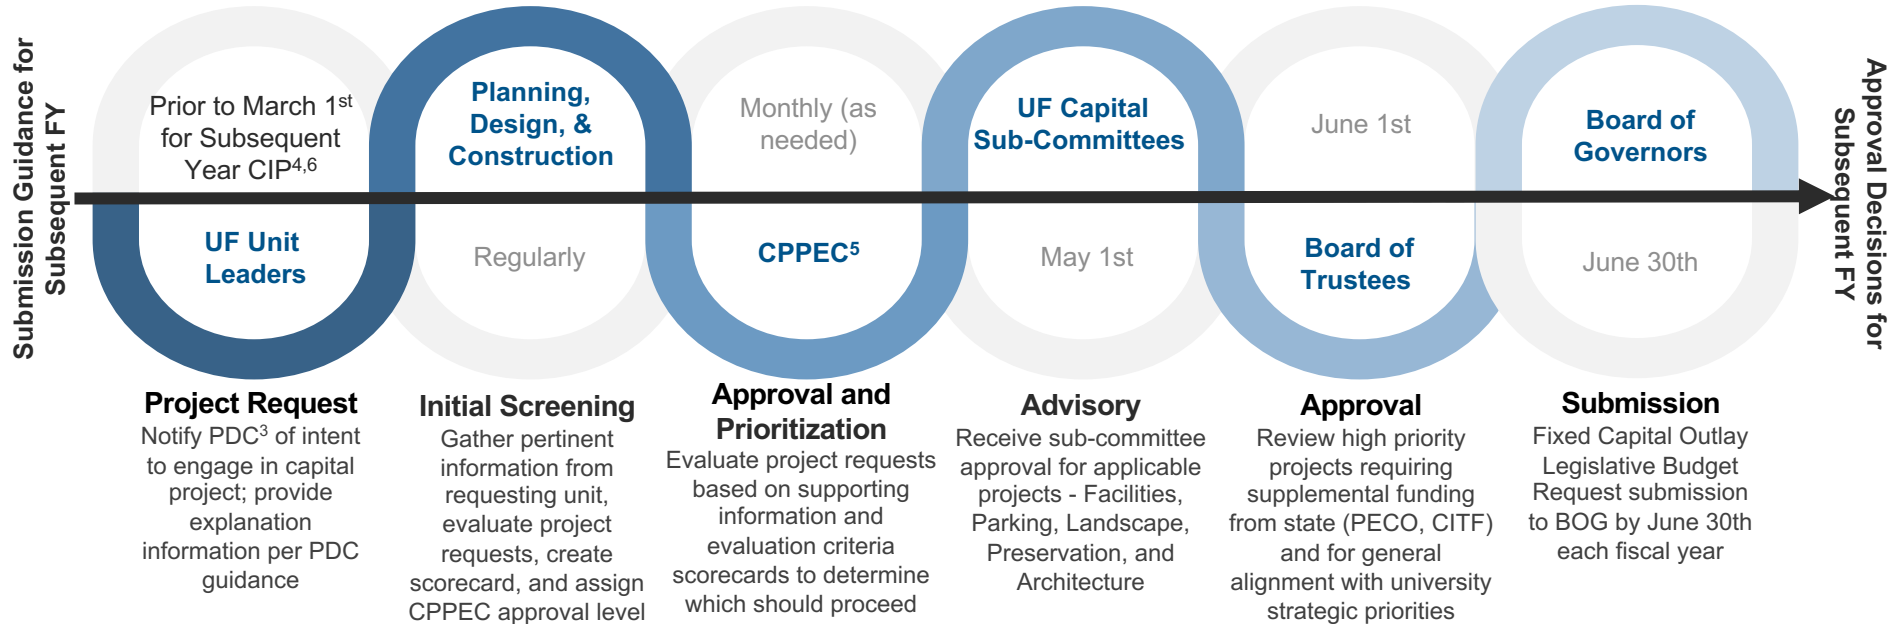 Submission Guidance for
Subsequent FY
Prior to March 1st
for Subsequent
Year CIP4,6
UF Unit
Leaders
Project Request
Notify PDC3 of intent
to engage in capital
project; provide
explanation
information per PDC
guidance
Planning,
Design, &
Construction
Regularly
Initial Screening
Gather pertinent
information from
requesting unit,
evaluate project
requests, create
scorecard, and assign
CPPEC approval level
Monthly (as
needed)
CPPEC5
Approval and
Prioritization
Evaluate project requests
based on supporting
information and
evaluation criteria
scorecards to determine
which should proceed
UF Capital
Sub-Committees
May 1st
Advisory
Receive sub-committee
approval for applicable
projects - Facilities,
Parking, Landscape,
Preservation, and
Architecture
June 1st
Board of
Trustees
Approval
Review high priority
projects requiring
supplemental funding
from state (PECO, CITF)
and for general
alignment with university
strategic priorities
Board of
Governors
June 30th
Submission
Fixed Capital Outlay
Legislative Budget
Request submission
to BOG by June 30th
each fiscal year
Approval Decisions for
Subsequent FY